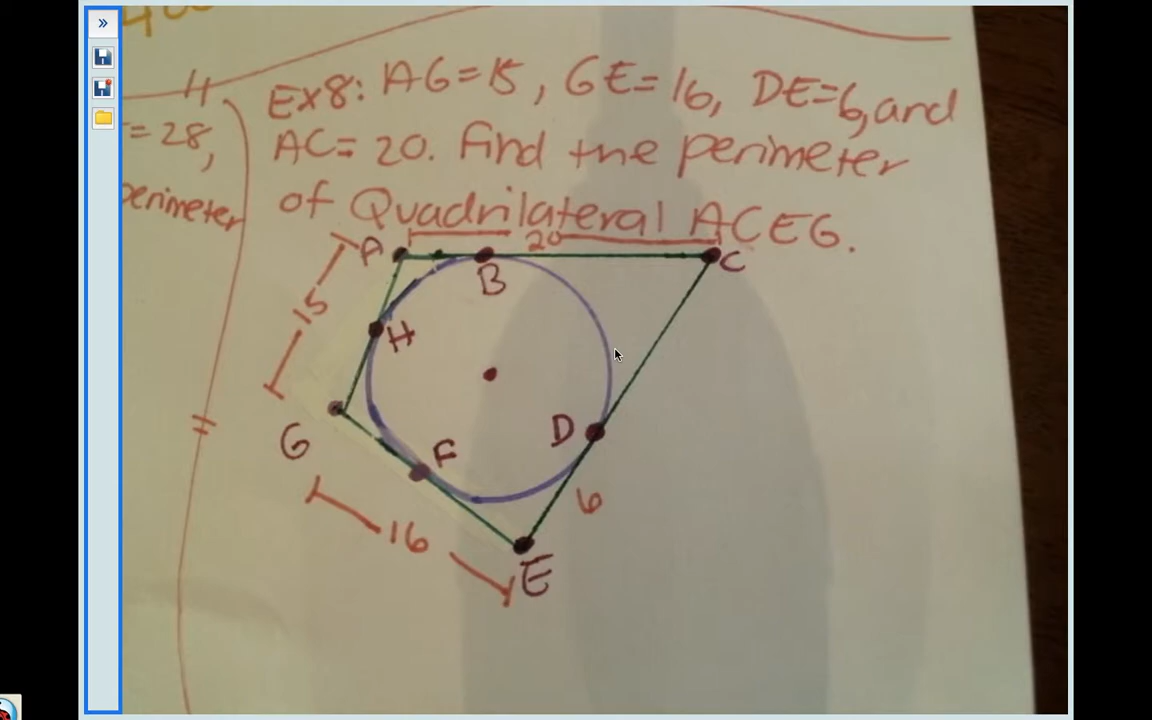 400
= 28,
perimeter
Ex8: AG=15, GE=16, DE=6, and
AC= 20. Find the perimeter
of Quadrilateral ACEG.
A
20
C
B
15
H
G
F
D
6
16
E